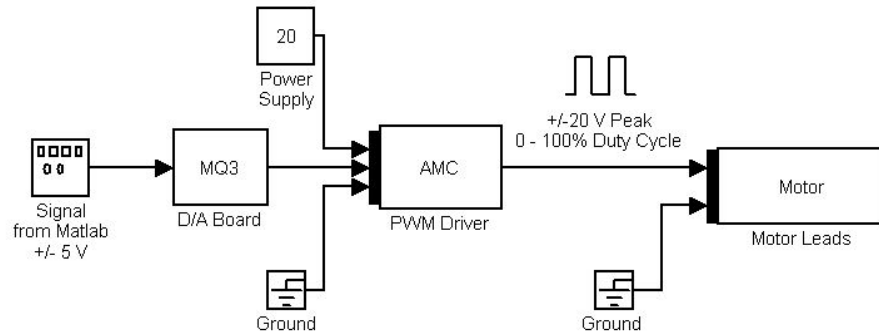 20
Power
Supply
+/-20 V Peak
0 - 100% Duty Cycle
MQ3
AMC
Motor
Signal
from Matlab
+/- 5 V
D/A Board
PWM Driver
Motor Leads
Ground
Ground